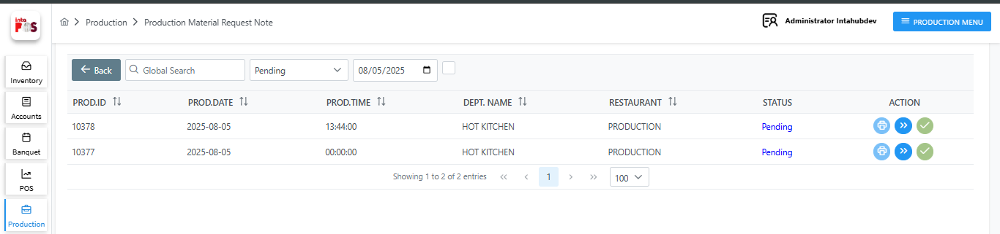 inta
POS
Production
Production Material Request Note
Administrator Intahubdev
PRODUCTION MENU
Inventory
Accounts
Banquet
POS
Production
Back
Global Search
Pending
08/05/2025
PROD.ID PROD.DATE PROD.TIME DEPT. NAME RESTAURANT STATUS ACTION
10378 2025-08-05 13:44:00 HOT KITCHEN PRODUCTION Pending
10377 2025-08-05 00:00:00 HOT KITCHEN PRODUCTION Pending
Showing 1 to 2 of 2 entries « ‹ 1 › » 100